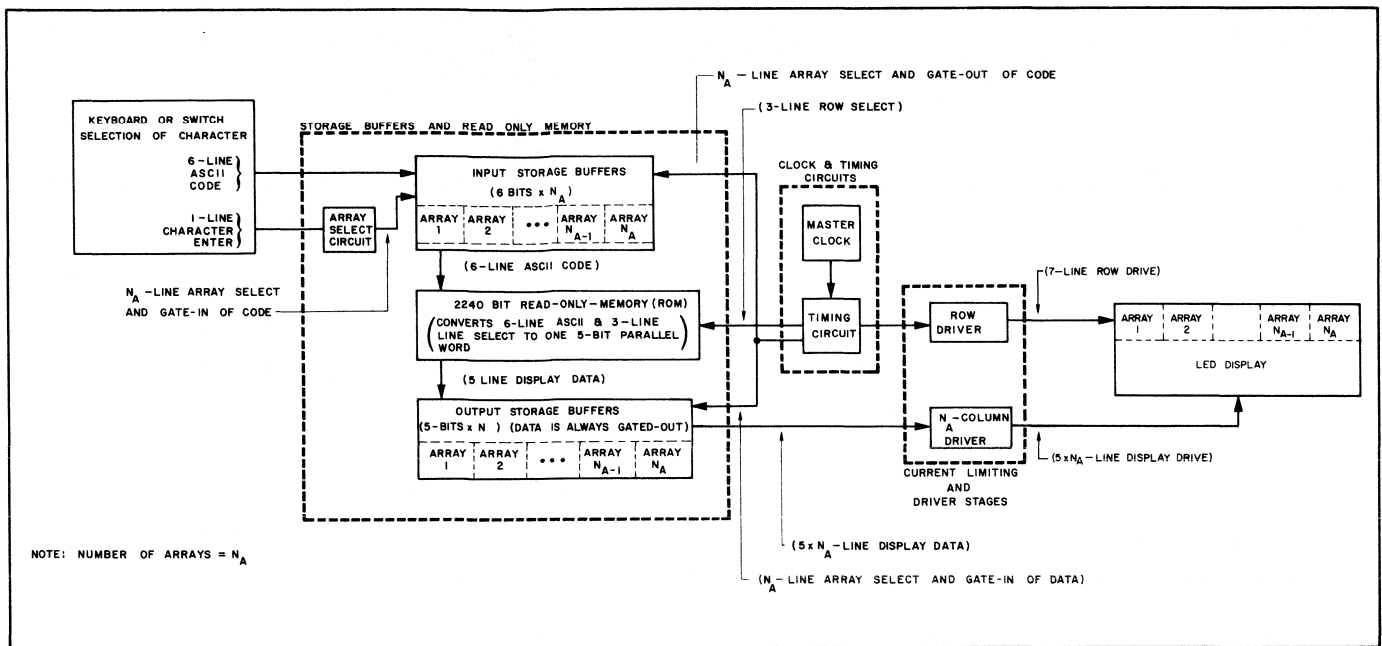 N_A – LINE ARRAY SELECT AND GATE-OUT OF CODE
(3-LINE ROW SELECT)
KEYBOARD OR SWITCH
SELECTION OF CHARACTER
6-LINE
ASCII
CODE
1-LINE
CHARACTER
ENTER
ARRAY
SELECT
CIRCUIT
N_A -LINE ARRAY SELECT
AND GATE-IN OF CODE
STORAGE BUFFERS AND READ ONLY MEMORY
INPUT STORAGE BUFFERS
(6 BITS x N_A)
ARRAY 1
ARRAY 2
•••
ARRAY N_A-1
ARRAY N_A
(6-LINE ASCII CODE)
2240 BIT READ-ONLY-MEMORY (ROM)
(CONVERTS 6-LINE ASCII & 3-LINE
LINE SELECT TO ONE 5-BIT PARALLEL
WORD)
(5 LINE DISPLAY DATA)
OUTPUT STORAGE BUFFERS
(5-BITS x N ) (DATA IS ALWAYS GATED-OUT)
ARRAY 1
ARRAY 2
•••
ARRAY N_A-1
ARRAY N_A
CLOCK & TIMING
CIRCUITS
MASTER
CLOCK
TIMING
CIRCUIT
ROW
DRIVER
N_A -COLUMN
DRIVER
CURRENT LIMITING
AND
DRIVER STAGES
(7-LINE ROW DRIVE)
ARRAY 1
ARRAY 2
ARRAY N_A-1
ARRAY N_A
LED DISPLAY
(5xN_A-LINE DISPLAY DRIVE)
(5 x N_A-LINE DISPLAY DATA)
(N_A- LINE ARRAY SELECT AND GATE-IN OF DATA)
NOTE: NUMBER OF ARRAYS = N_A